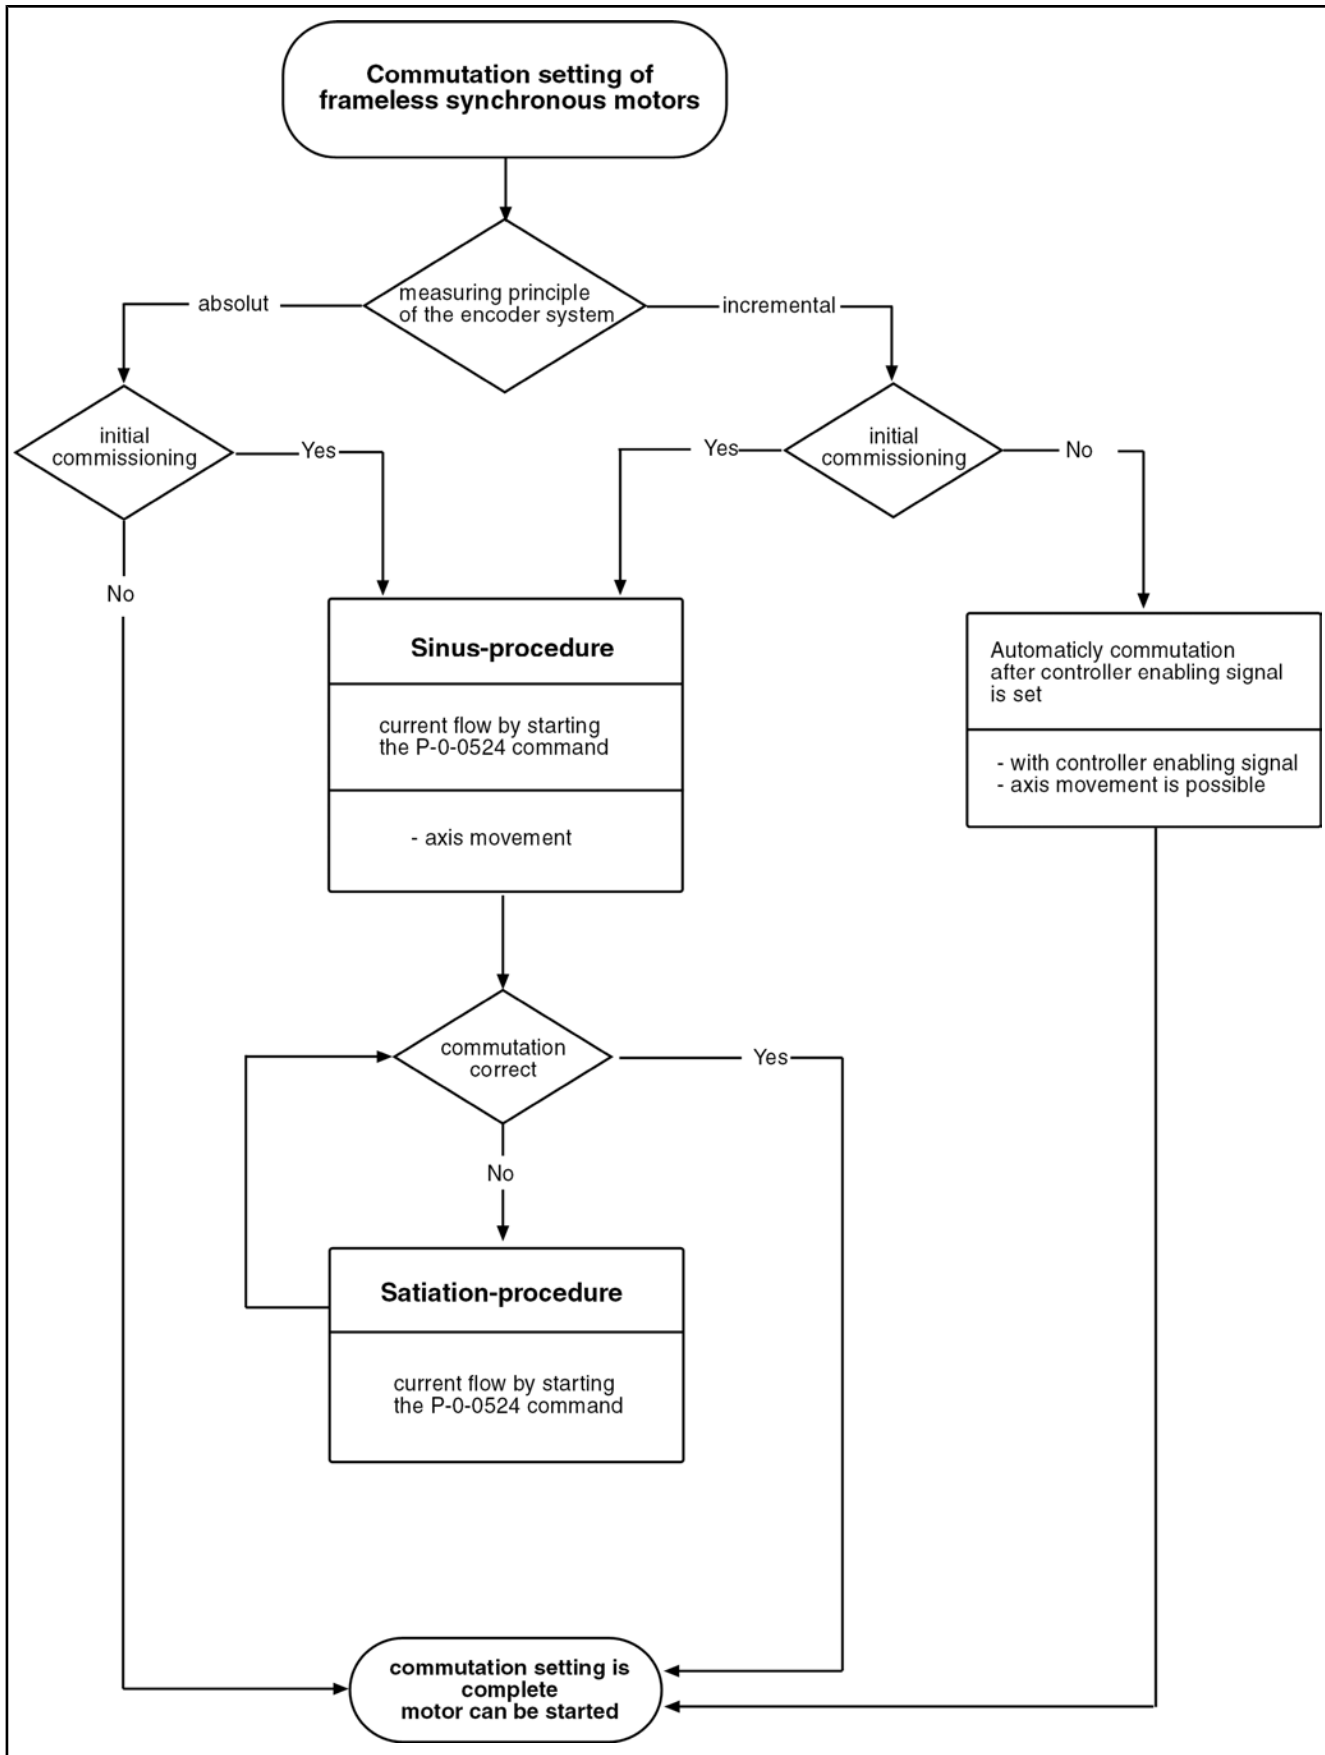 Commutation setting of
frameless synchronous motors
measuring principle
of the encoder system
absolut
incremental
initial
commissioning
Yes
No
initial
commissioning
Yes
No
Sinus-procedure
current flow by starting
the P-0-0524 command
- axis movement
Automaticly commutation
after controller enabling signal
is set
- with controller enabling signal
- axis movement is possible
commutation
correct
Yes
No
Satiation-procedure
current flow by starting
the P-0-0524 command
commutation setting is
complete
motor can be started